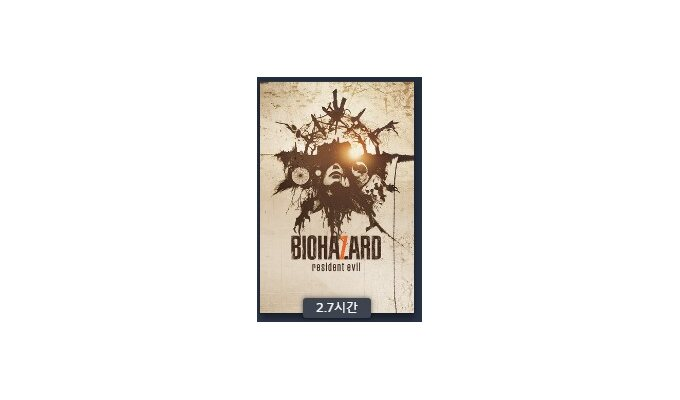 BIOHAZARD
resident evil
2.7시간